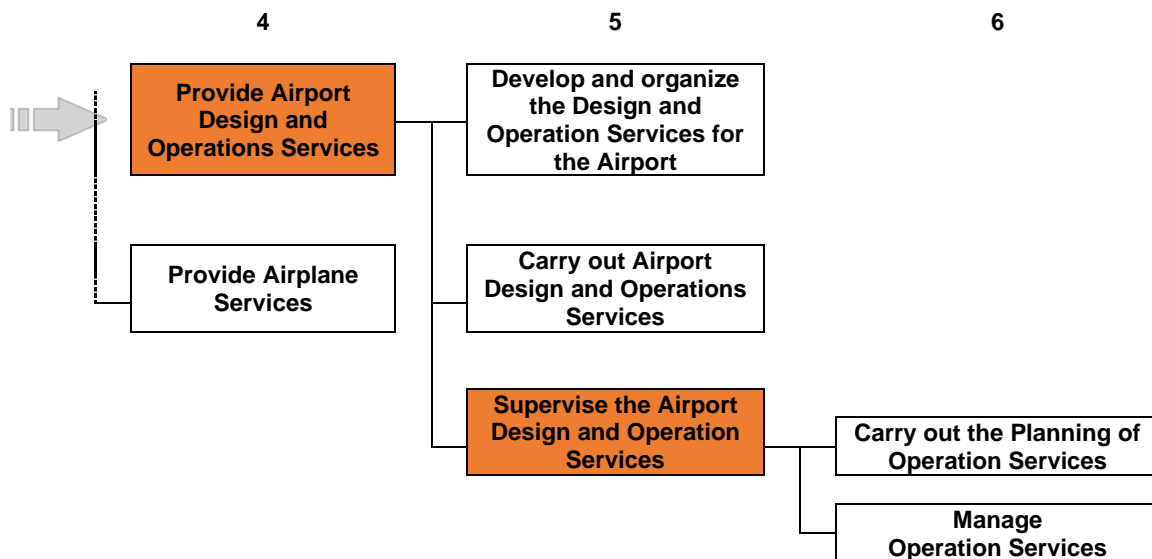 4 5 6
Provide Airport
Design and
Operations Services
Develop and organize
the Design and
Operation Services for
the Airport
Provide Airplane
Services
Carry out Airport
Design and Operations
Services
Supervise the Airport
Design and Operation
Services
Carry out the Planning of
Operation Services
Manage
Operation Services